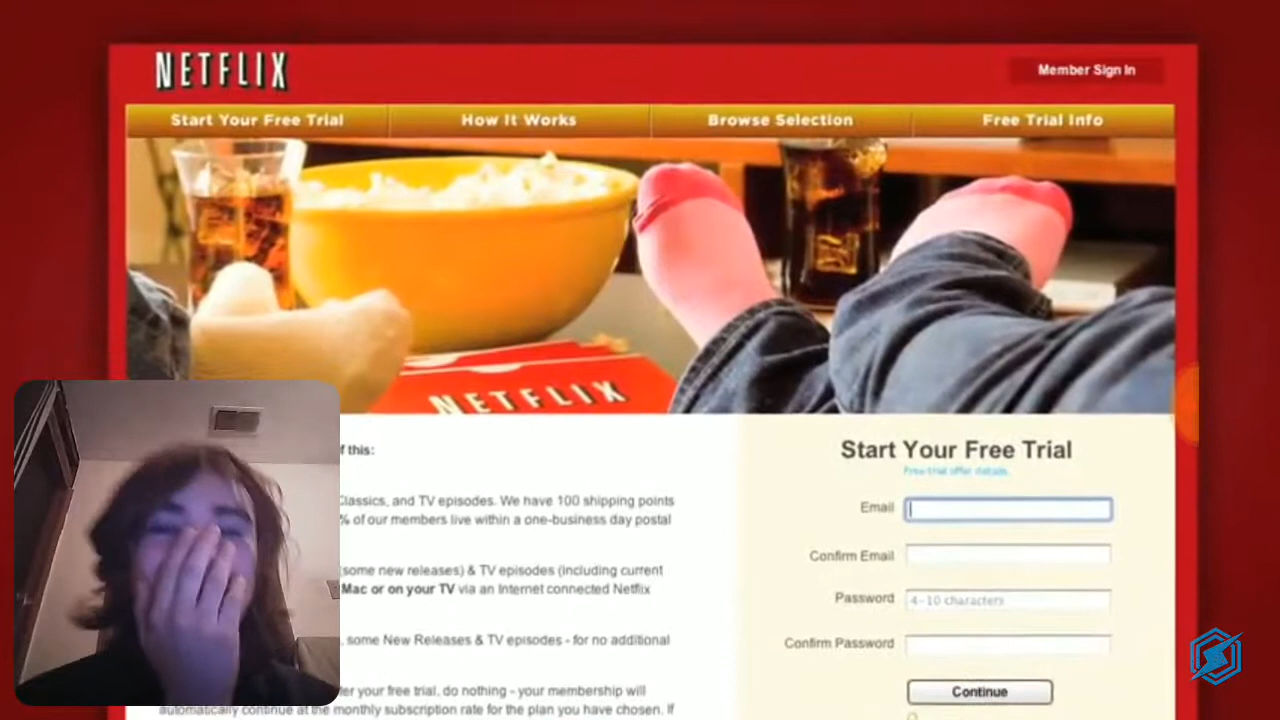 NETFLIX
Member Sign In
Start Your Free Trial
How It Works
Browse Selection
Free Trial Info
NETFLIX
f this:
Classics, and TV episodes. We have 100 shipping points
% of our members live within a one-business day postal
some new releases) & TV episodes (including current
Mac or on your TV via an Internet connected Netflix
, some New Releases & TV episodes - for no additional
er your free trial, do nothing - your membership will
automatically continue at the monthly subscription rate for the plan you have chosen. If
Start Your Free Trial
Free trial offer details.
Email
Confirm Email
Password 4-10 characters
Confirm Password
Continue